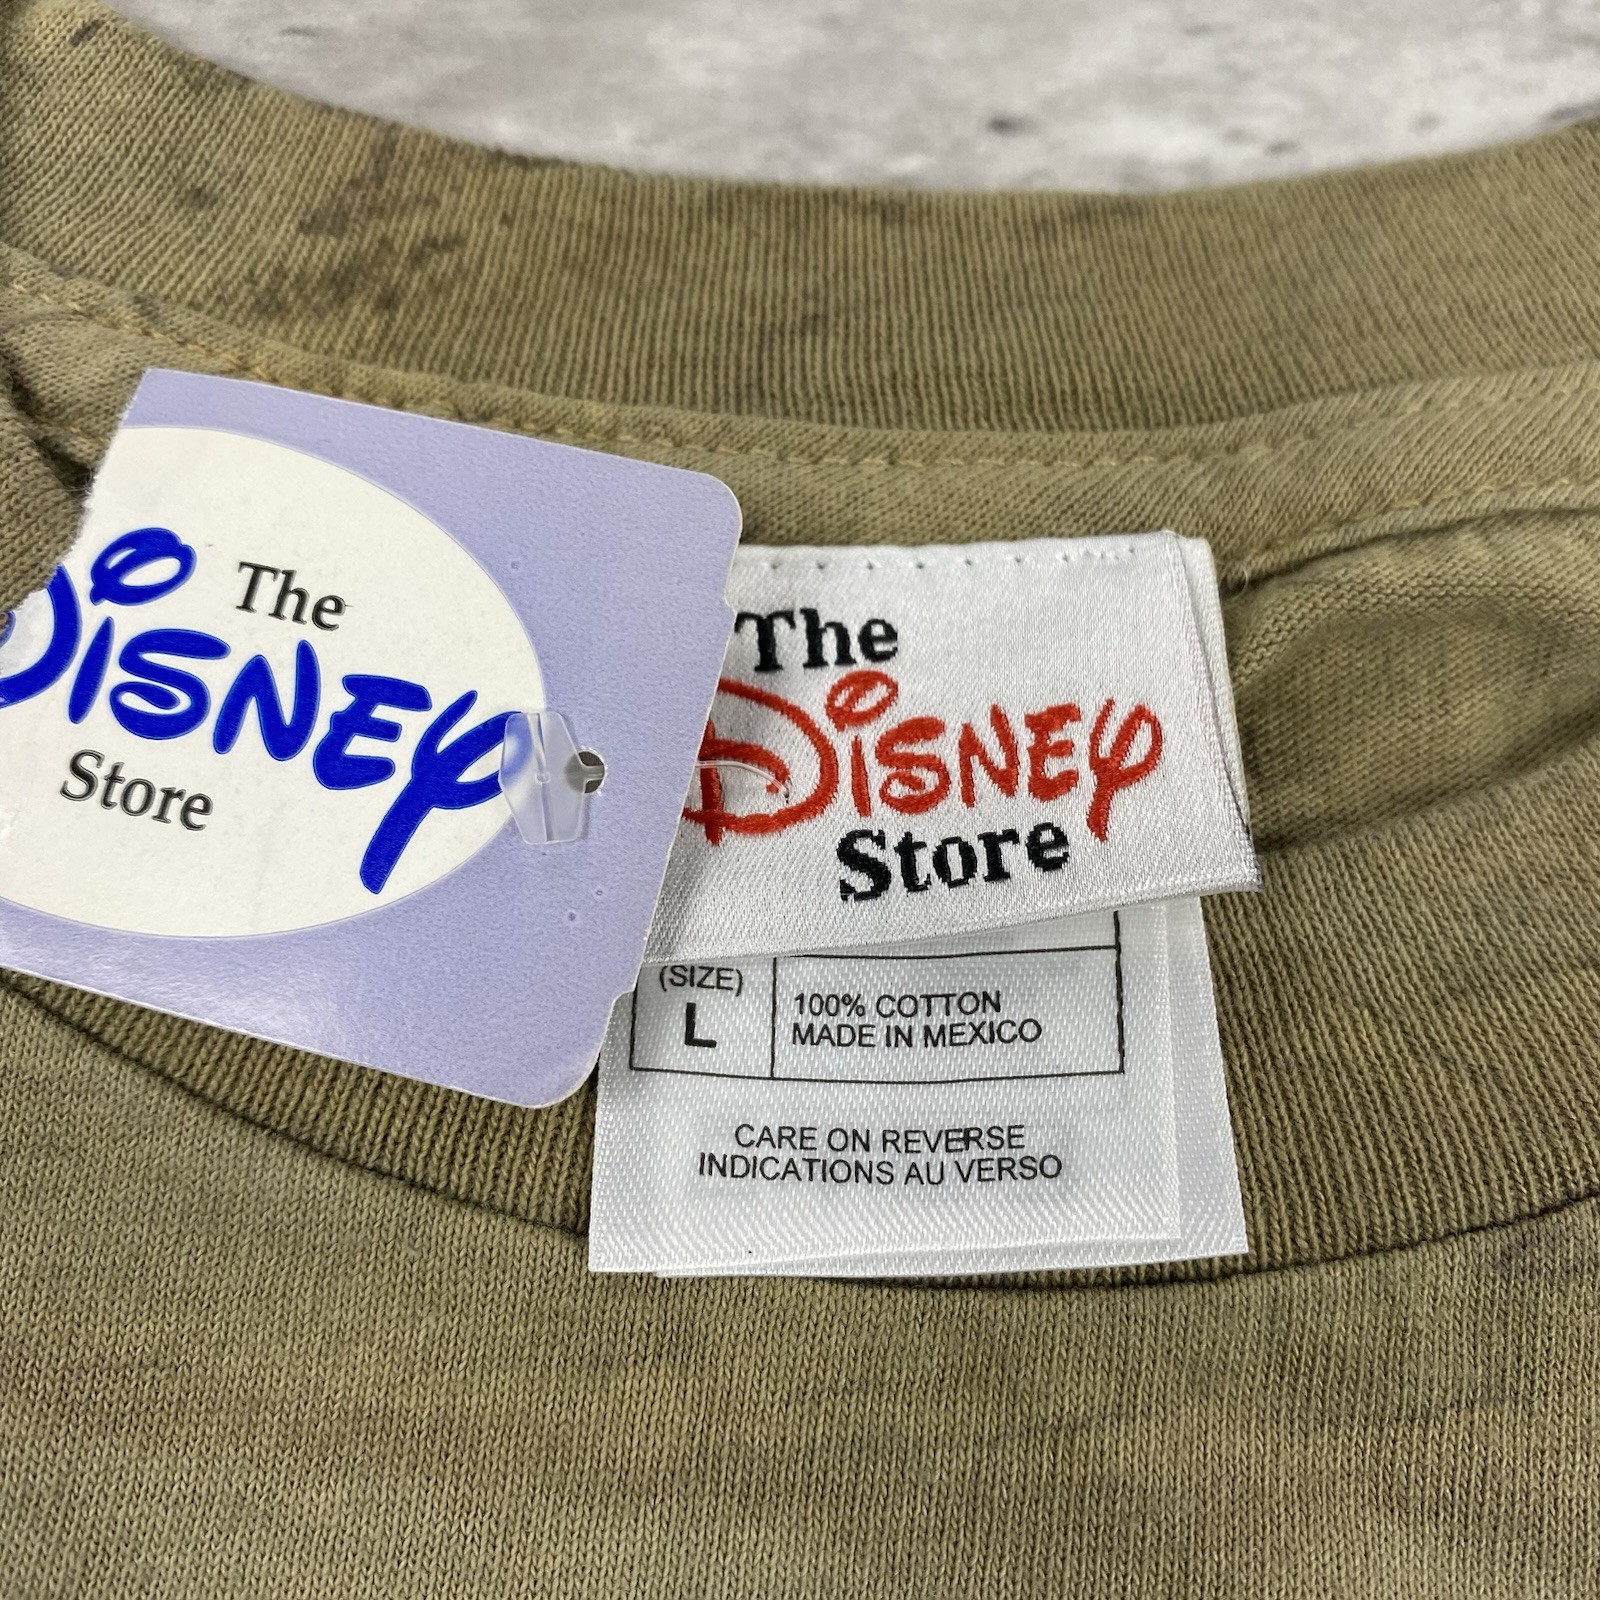 The
Disney
Store
The
Disney
Store
(SIZE)
L
100% COTTON
MADE IN MEXICO
CARE ON REVERSE
INDICATIONS AU VERSO